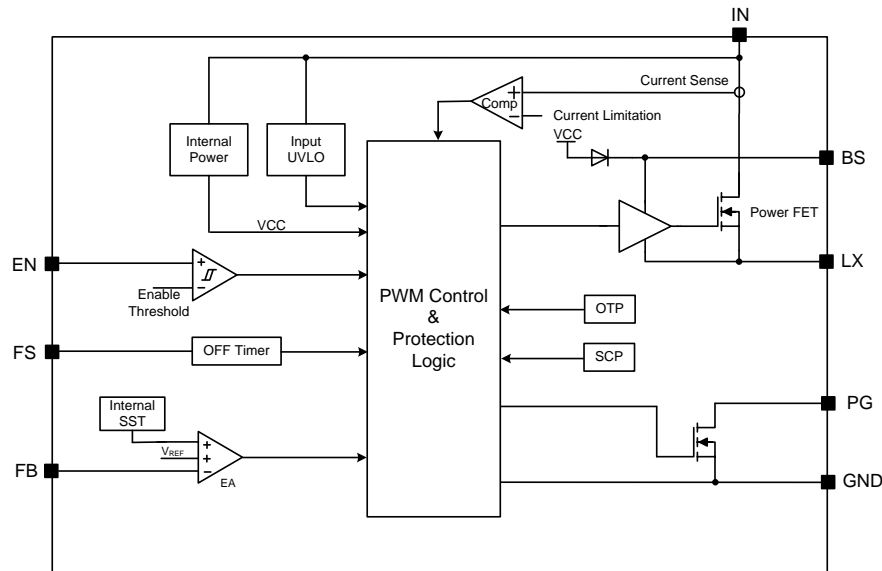 IN
Current Sense
+
Comp
−
Current Limitation
VCC
Internal
Power
Input
UVLO
BS
Power FET
VCC
EN
+
−
Enable
Threshold
LX
PWM Control
&
Protection
Logic
OTP
FS
OFF Timer
SCP
Internal
SST
PG
VREF
+
+
−
FB
EA
GND